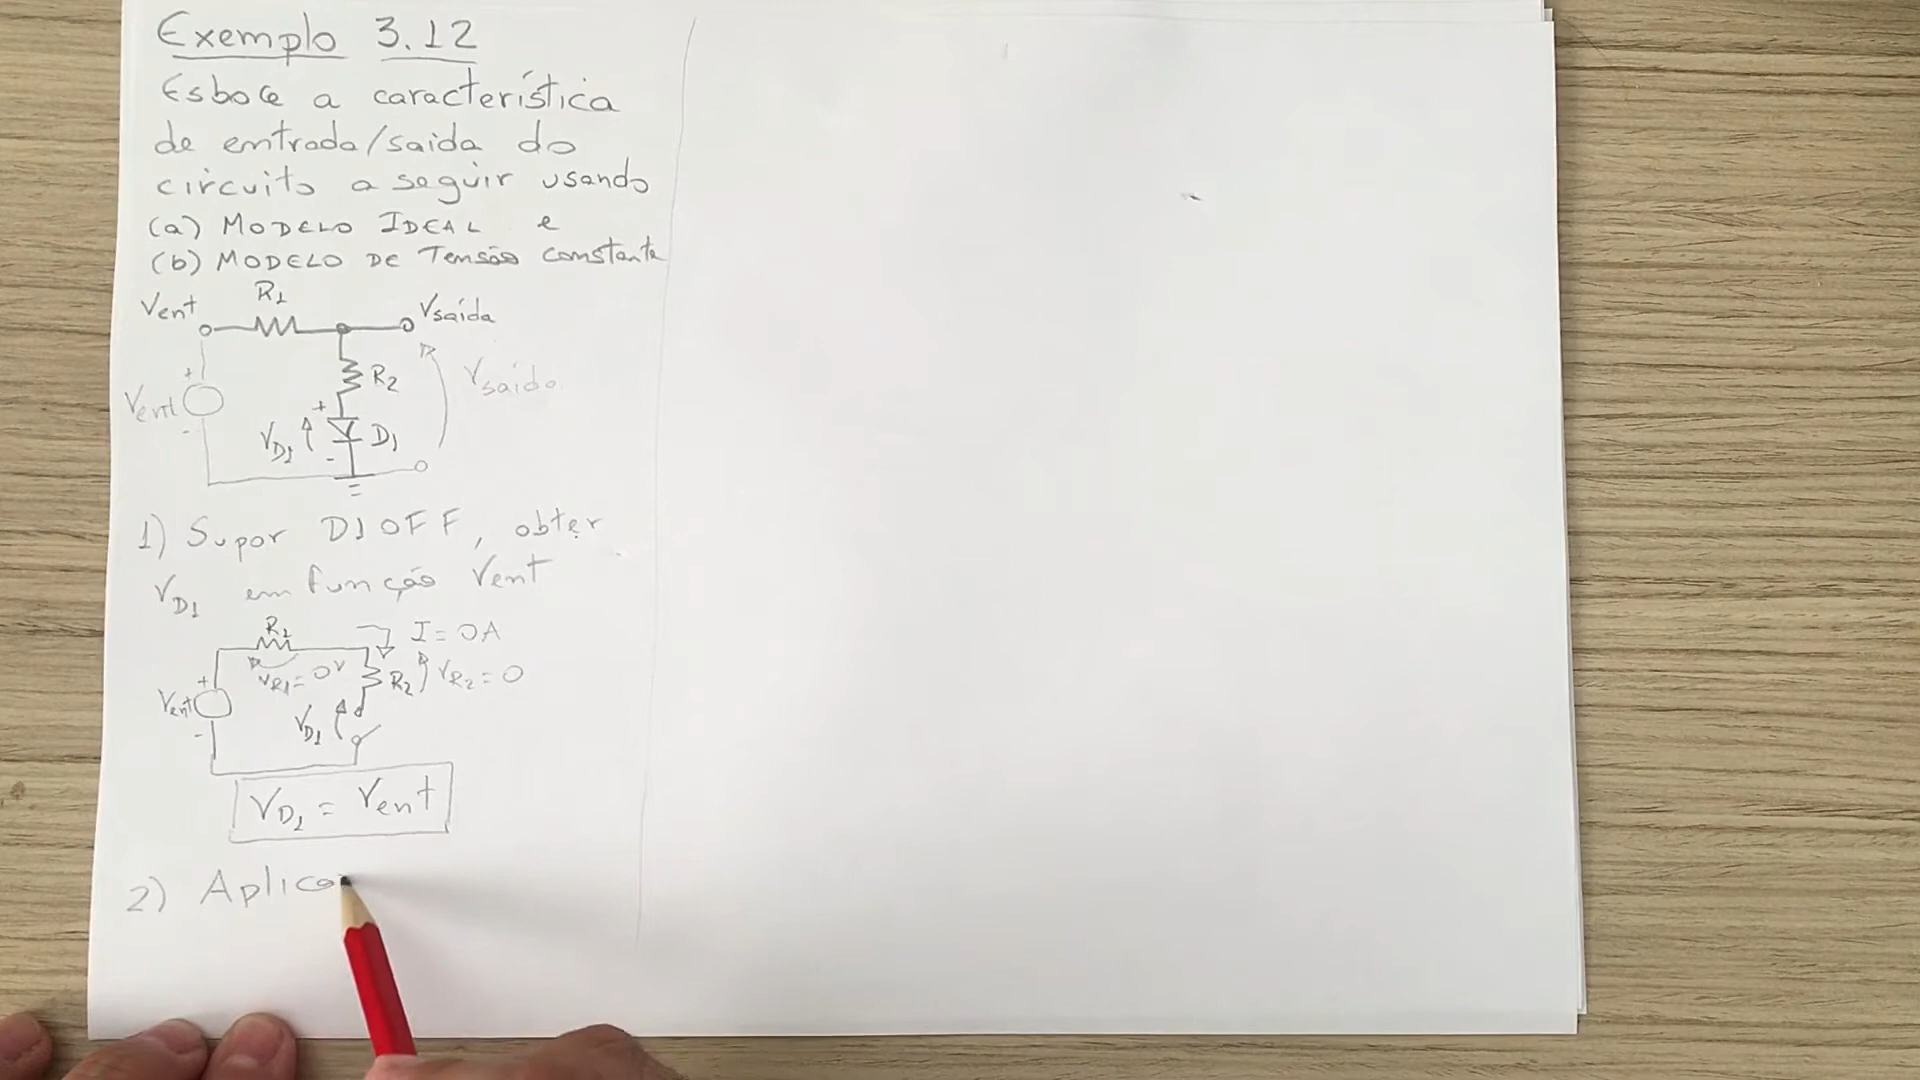 Exemplo 3.12
Esboce a característica
de entrada/saida do
circuito a seguir usando
(a) MODELO IDEAL e
(b) MODELO DE Tensão constante
R1
Vent
Vsaída
R2
Vsaída
Vent
+
-
+
VD1
D1
-
1) Supor D1 OFF, obter
VD1 em função Vent
R1
I = 0A
VR1 = 0V
R2
VR2 = 0
+
Vent
-
VD1
VD1 = Vent
2) Aplica